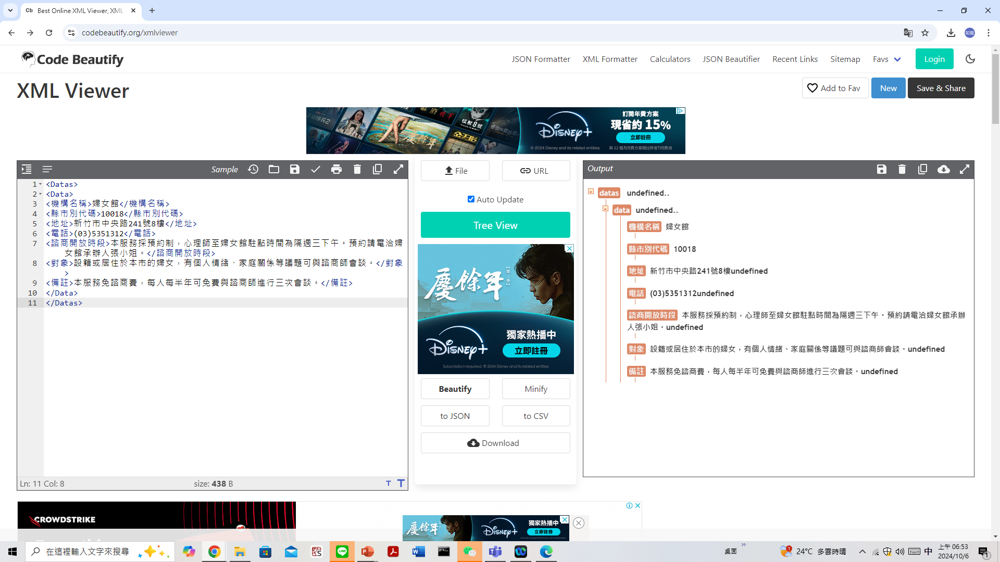 Cb Best Online XML Viewer, XML
codebeautify.org/xmlviewer
如龍
Code Beautify
JSON Formatter XML Formatter Calculators JSON Beautifier Recent Links Sitemap Favs Login
XML Viewer
Add to Fav New Save & Share
慶餘年
Disney+
訂閱年費方案
現省約 15%
立即註冊
© 2024 Disney and its related entities.
與 12 個月月費方案相比所省下的費用
Sample
1 <Datas>
2 <Data>
3 <機構名稱>婦女館</機構名稱>
4 <縣市別代碼>10018</縣市別代碼>
5 <地址>新竹市中央路241號8樓</地址>
6 <電話>(03)5351312</電話>
7 <諮商開放時段>本服務採預約制，心理師至婦女館駐點時間為隔週三下午。預約請電洽婦
女館承辦人張小姐。</諮商開放時段>
8 <對象>設籍或居住於本市的婦女，有個人情緒、家庭關係等議題可與諮商師會談。</對象
>
9 <備註>本服務免諮商費，每人每半年可免費與諮商師進行三次會談。</備註>
10 </Data>
11 </Datas>
Ln: 11 Col: 8 size: 438 B T T
File URL
Auto Update
Tree View
慶餘年
【第二季】
獨家熱播中
Disney+
立即註冊
Subscription required. © 2024 Disney and its related entities
Beautify Minify
to JSON to CSV
Download
Output
datas undefined..
data undefined..
機構名稱 婦女館
縣市別代碼 10018
地址 新竹市中央路241號8樓undefined
電話 (03)5351312undefined
諮商開放時段 本服務採預約制，心理師至婦女館駐點時間為隔週三下午。預約請電洽婦女館承辦
人張小姐。undefined
對象 設籍或居住於本市的婦女，有個人情緒、家庭關係等議題可與諮商師會談。undefined
備註 本服務免諮商費，每人每半年可免費與諮商師進行三次會談。undefined
CROWDSTRIKE
慶餘年
Disney+
獨家熱播中
立即註冊
在這裡輸入文字來搜尋
桌面
24°C 多雲時晴
中
上午 06:53
2024/10/6
1